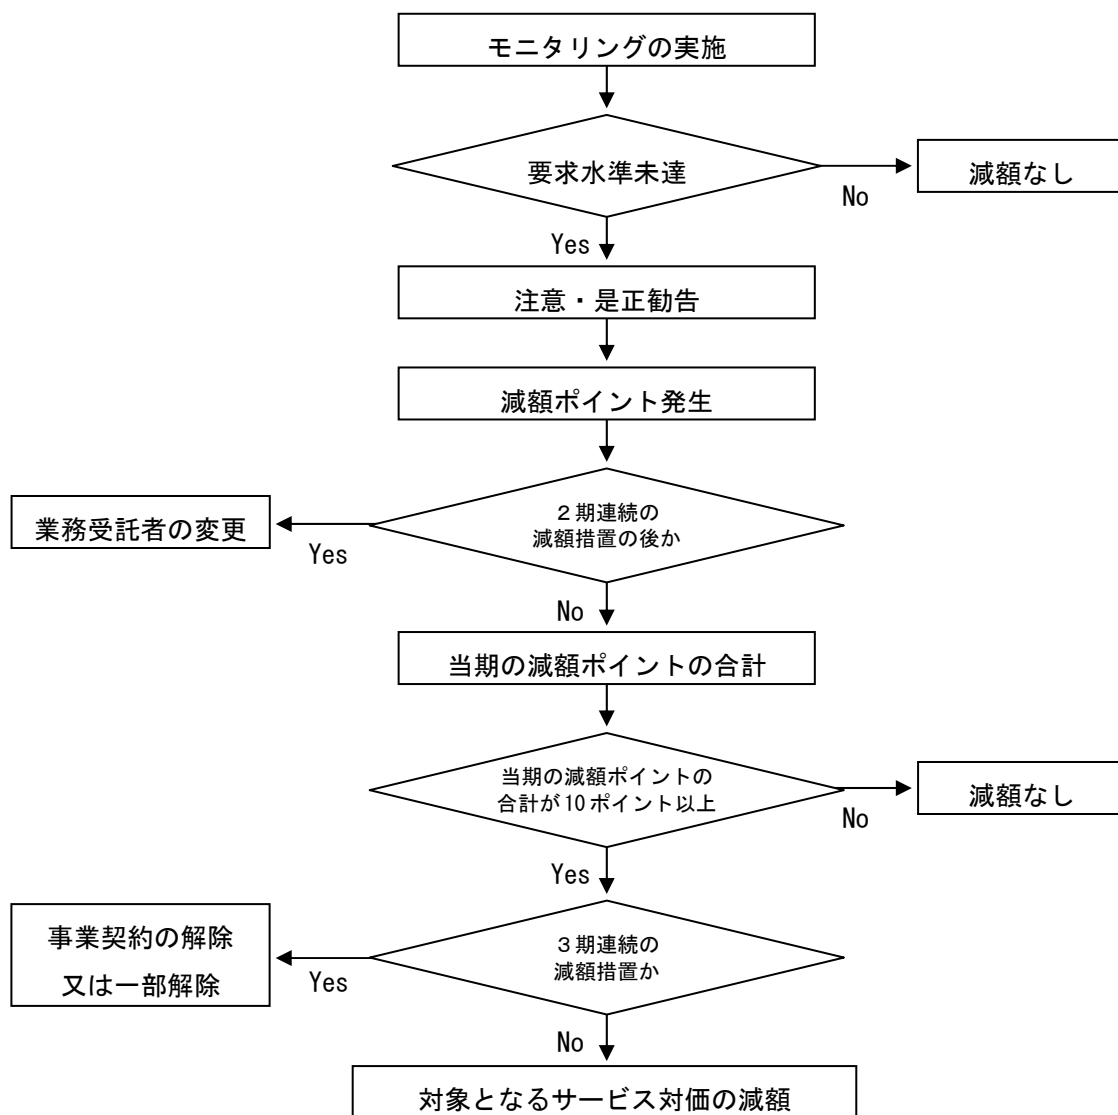 モニタリングの実施
要求水準未達
減額なし
No
Yes
注意・是正勧告
減額ポイント発生
２期連続の
減額措置の後か
業務受託者の変更
Yes
No
当期の減額ポイントの合計
当期の減額ポイントの
合計が10ポイント以上
減額なし
No
Yes
３期連続の
減額措置か
事業契約の解除
又は一部解除
Yes
No
対象となるサービス対価の減額